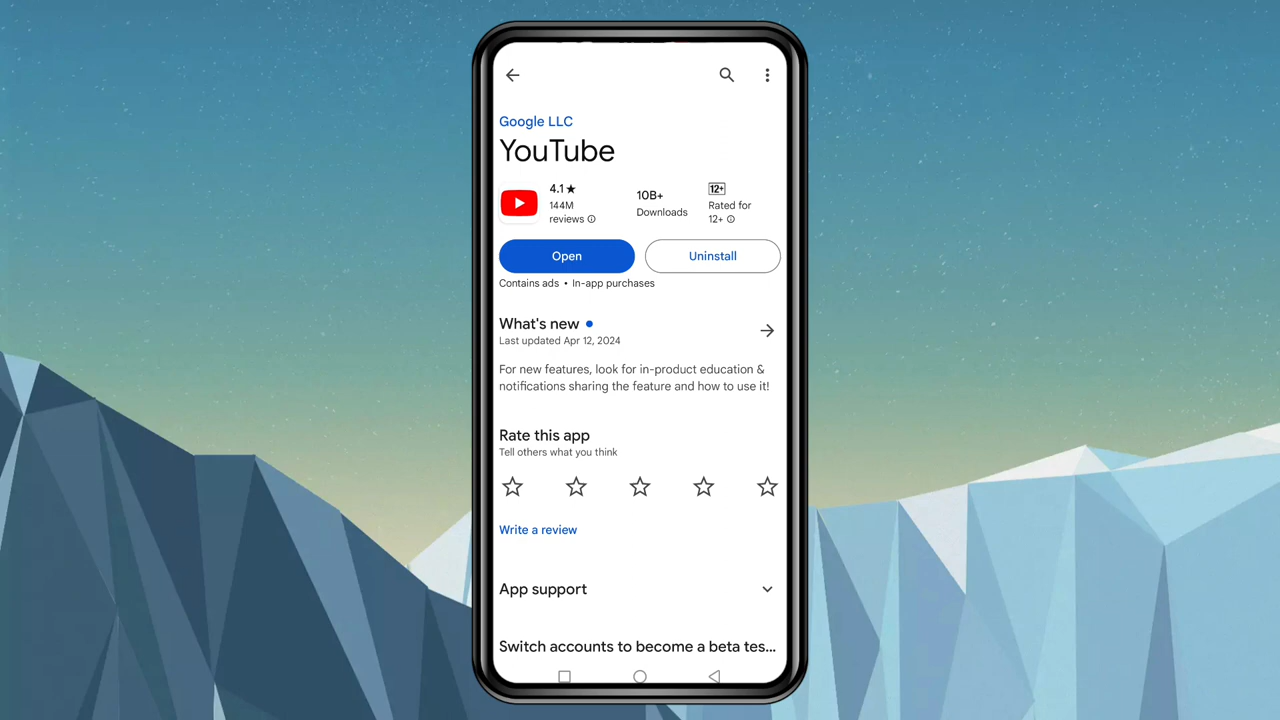 Google LLC
YouTube
4.1★
144M
reviews
10B+
Downloads
12+
Rated for
12+
Open
Uninstall
Contains ads • In-app purchases
What's new
Last updated Apr 12, 2024
For new features, look for in-product education &
notifications sharing the feature and how to use it!
Rate this app
Tell others what you think
Write a review
App support
Switch accounts to become a beta tes...